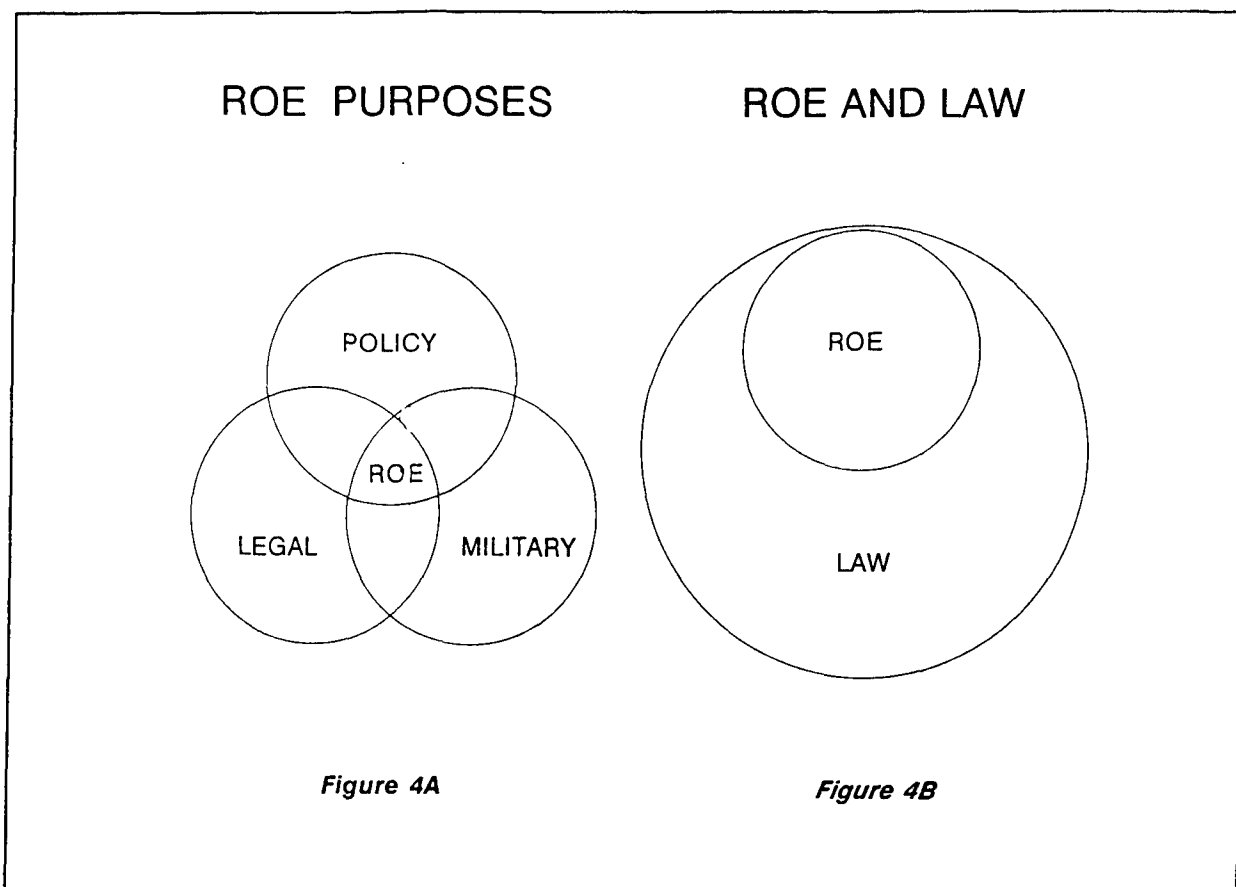 ROE PURPOSES
POLICY
ROE
LEGAL MILITARY
Figure 4A
ROE AND LAW
ROE
LAW
Figure 4B